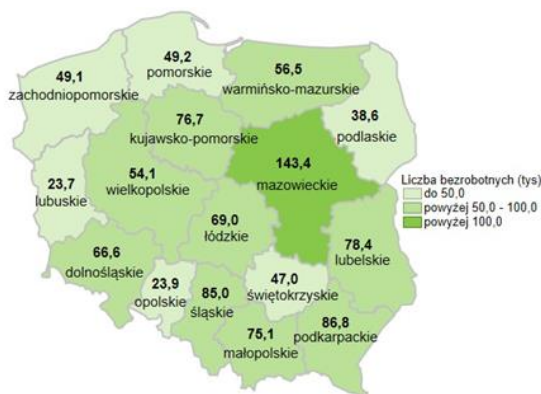 49,1
zachodniopomorskie
49,2
pomorskie
56,5
warmińsko-mazurskie
38,6
podlaskie
76,7
kujawsko-pomorskie
143,4
mazowieckie
54,1
wielkopolskie
23,7
lubuskie
69,0
łódzkie
78,4
lubelskie
66,6
dolnośląskie
23,9
opolskie
85,0
śląskie
47,0
świętokrzyskie
75,1
małopolskie
86,8
podkarpackie
Liczba bezrobotnych (tys)
do 50,0
powyżej 50,0 - 100,0
powyżej 100,0